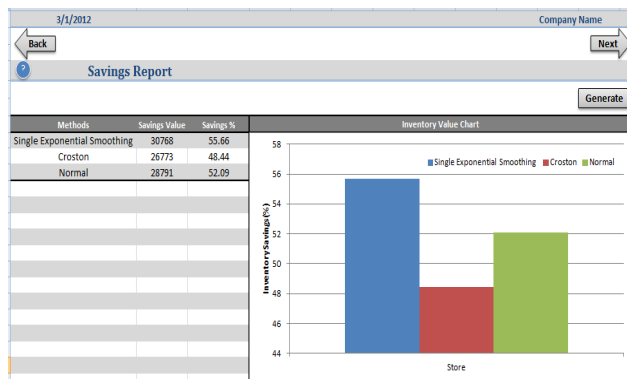 3/1/2012 Company Name
Back Next
?
Savings Report
Generate
Methods Savings Value Savings %
Single Exponential Smoothing 30768 55.66
Croston 26773 48.44
Normal 28791 52.09
Inventory Value Chart
Single Exponential Smoothing Croston Normal
58
56
54
52
50
48
46
44
Inventory Savings (%)
Store